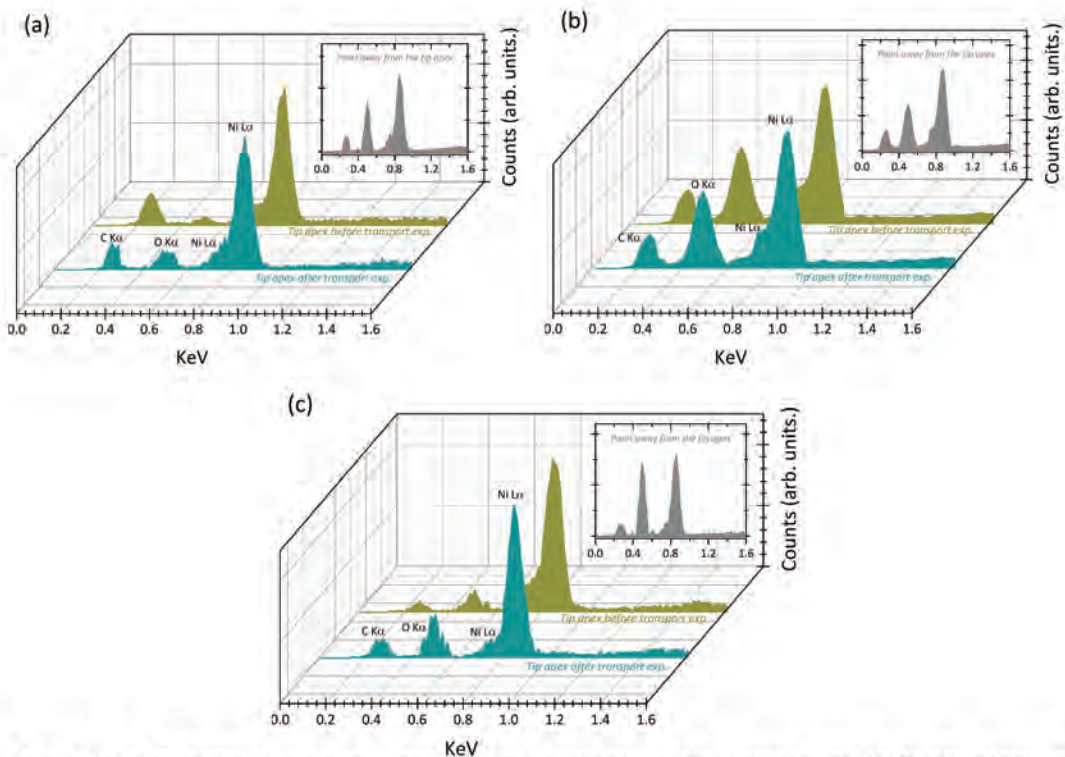 (a)
Counts (arb. units.)
Point away from the tip apex
0.0 0.4 0.8 1.2 1.6
Ni Lα
C Kα
O Kα
Ni Lα
Tip apex before transport exp.
Tip apex after transport exp.
0.0 0.2 0.4 0.6 0.8 1.0 1.2 1.4 1.6
KeV
(b)
Counts (arb. units.)
Point away from the tip apex
0.0 0.4 0.8 1.2 1.6
Ni Lα
O Kα
C Kα
Ni Lα
Tip apex before transport exp.
Tip apex after transport exp.
0.0 0.2 0.4 0.6 0.8 1.0 1.2 1.4 1.6
KeV
(c)
Counts (arb. units.)
Point away from the tip apex
0.0 0.4 0.8 1.2 1.6
Ni Lα
C Kα
O Kα
Ni Lα
Tip apex before transport exp.
Tip apex after transport exp.
0.0 0.2 0.4 0.6 0.8 1.0 1.2 1.4 1.6
KeV